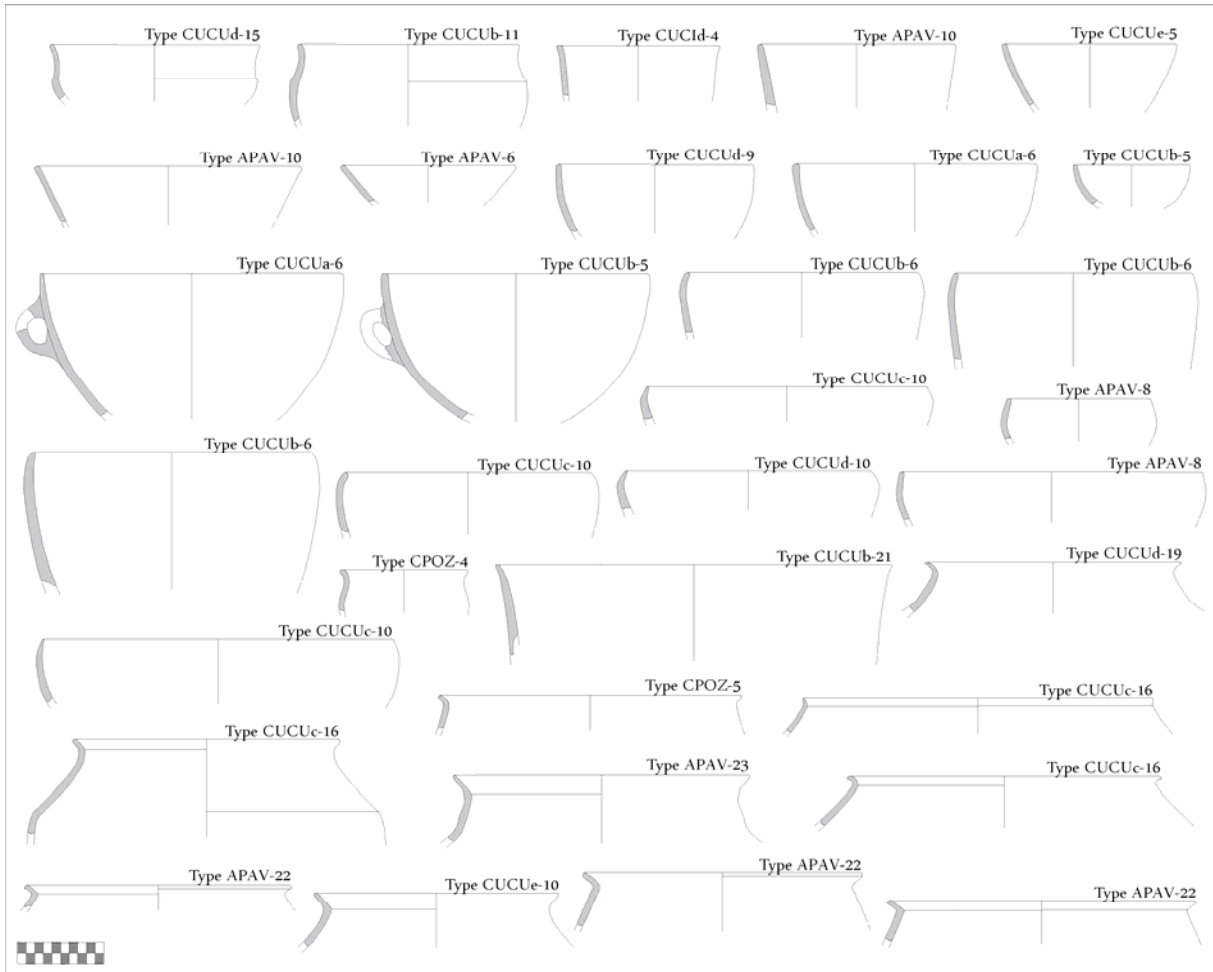 Type CUCUd-15
Type CUCUb-11
Type CUCId-4
Type APAV-10
Type CUCUe-5
Type APAV-10
Type APAV-6
Type CUCUd-9
Type CUCUa-6
Type CUCUb-5
Type CUCUa-6
Type CUCUb-5
Type CUCUb-6
Type CUCUb-6
Type CUCUc-10
Type APAV-8
Type CUCUb-6
Type CUCUc-10
Type CUCUd-10
Type APAV-8
Type CPOZ-4
Type CUCUb-21
Type CUCUd-19
Type CUCUc-10
Type CPOZ-5
Type CUCUc-16
Type CUCUc-16
Type APAV-23
Type CUCUc-16
Type APAV-22
Type CUCUe-10
Type APAV-22
Type APAV-22